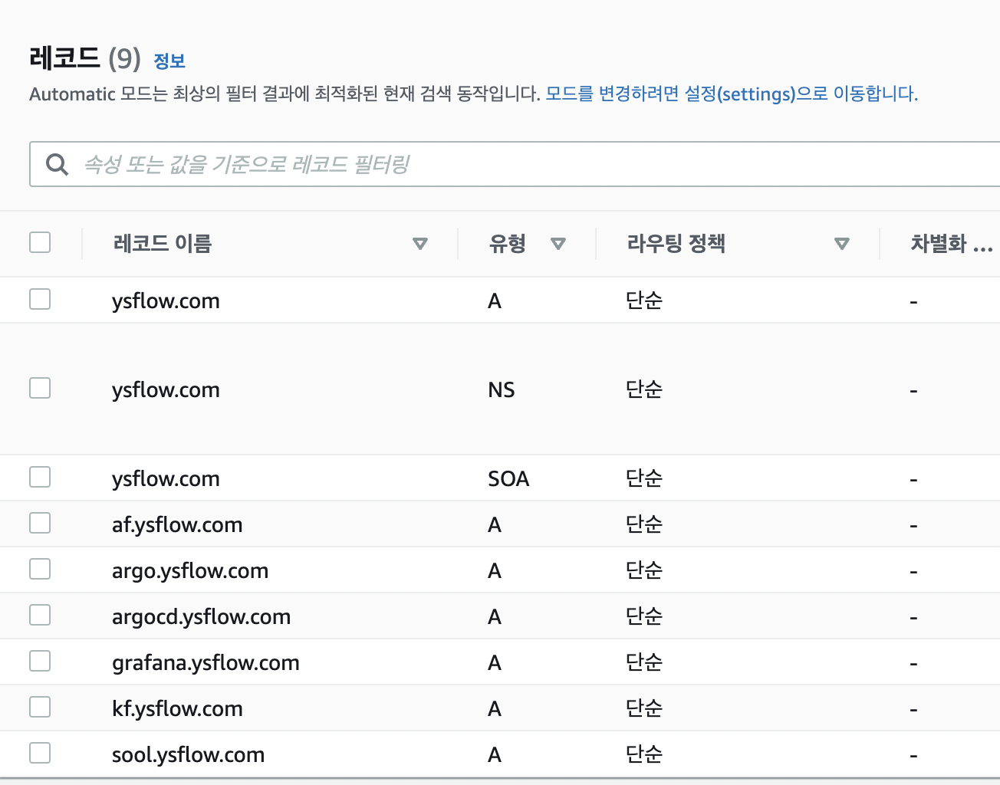 레코드 (9) 정보
Automatic 모드는 최상의 필터 결과에 최적화된 현재 검색 동작입니다. 모드를 변경하려면 설정(settings)으로 이동합니다.
속성 또는 값을 기준으로 레코드 필터링
레코드 이름 유형 라우팅 정책 차별화 ...
ysflow.com A 단순 -
ysflow.com NS 단순 -
ysflow.com SOA 단순 -
af.ysflow.com A 단순 -
argo.ysflow.com A 단순 -
argocd.ysflow.com A 단순 -
grafana.ysflow.com A 단순 -
kf.ysflow.com A 단순 -
sool.ysflow.com A 단순 -